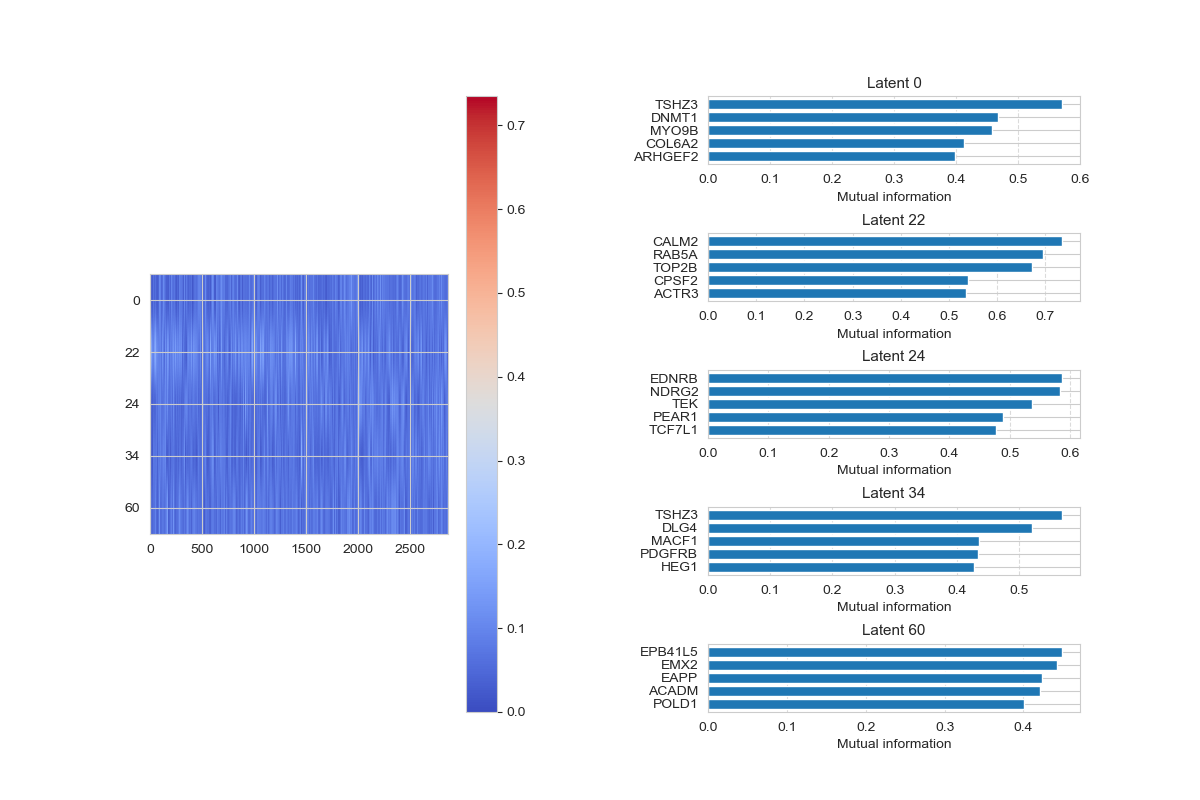 0
22
24
34
60
0
500
1000
1500
2000
2500
0.7
0.6
0.5
0.4
0.3
0.2
0.1
0.0
Latent 0
TSHZ3
DNMT1
MYO9B
COL6A2
ARHGEF2
0.0 0.1 0.2 0.3 0.4 0.5 0.6
Mutual information
Latent 22
CALM2
RAB5A
TOP2B
CPSF2
ACTR3
0.0 0.1 0.2 0.3 0.4 0.5 0.6 0.7
Mutual information
Latent 24
EDNRB
NDRG2
TEK
PEAR1
TCF7L1
0.0 0.1 0.2 0.3 0.4 0.5 0.6
Mutual information
Latent 34
TSHZ3
DLG4
MACF1
PDGFRB
HEG1
0.0 0.1 0.2 0.3 0.4 0.5
Mutual information
Latent 60
EPB41L5
EMX2
EAPP
ACADM
POLD1
0.0 0.1 0.2 0.3 0.4
Mutual information